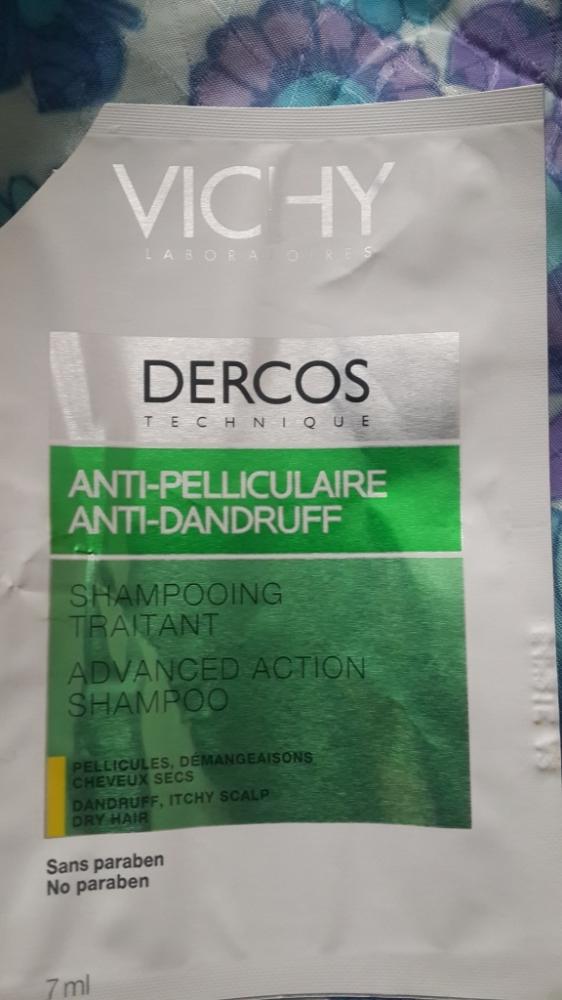 VICHY
LABORATOIRES
DERCOS
TECHNIQUE
ANTI-PELLICULAIRE
ANTI-DANDRUFF
SHAMPOOING
TRAITANT
ADVANCED ACTION
SHAMPOO
PELLICULES, DÉMANGEAISONS
CHEVEUX SECS
DANDRUFF, ITCHY SCALP
DRY HAIR
Sans paraben
No paraben
7 ml